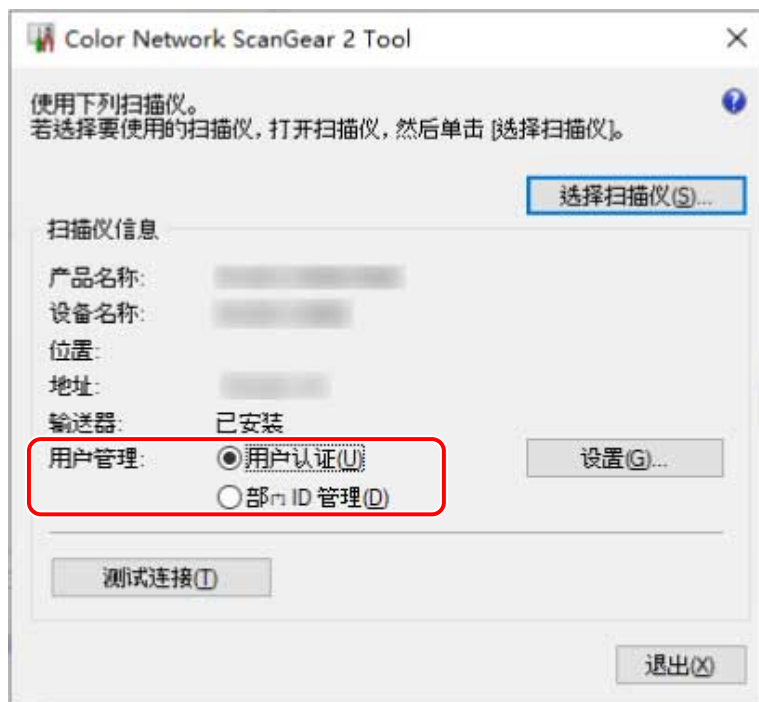 Color Network ScanGear 2 Tool
使用下列扫描仪。
若选择要使用的扫描仪，打开扫描仪，然后单击 [选择扫描仪]。
选择扫描仪(S)...
扫描仪信息
产品名称:
设备名称:
位置:
地址:
输送器: 已安装
用户管理: 用户认证(U) 设置(G)...
部门 ID 管理(D)
测试连接(T)
退出(X)